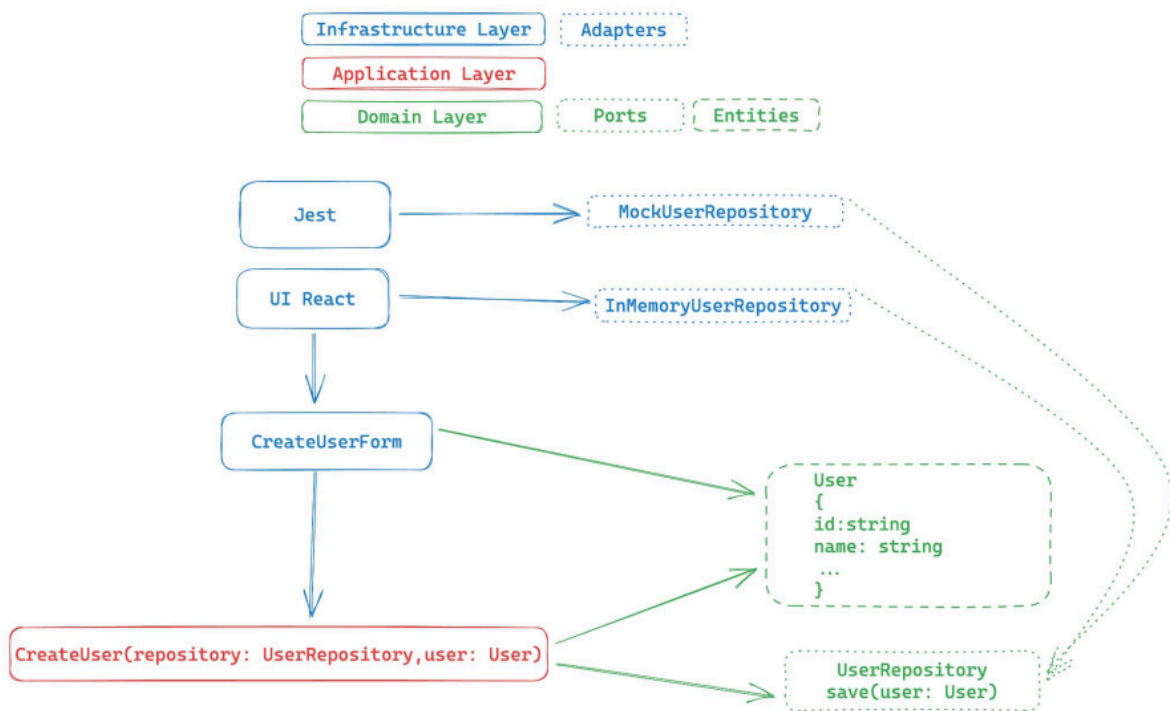 Infrastructure Layer
Adapters
Application Layer
Domain Layer
Ports
Entities
Jest
MockUserRepository
UI React
InMemoryUserRepository
CreateUserForm
User
{
id:string
name: string
...
}
CreateUser(repository: UserRepository,user: User)
UserRepository
save(user: User)